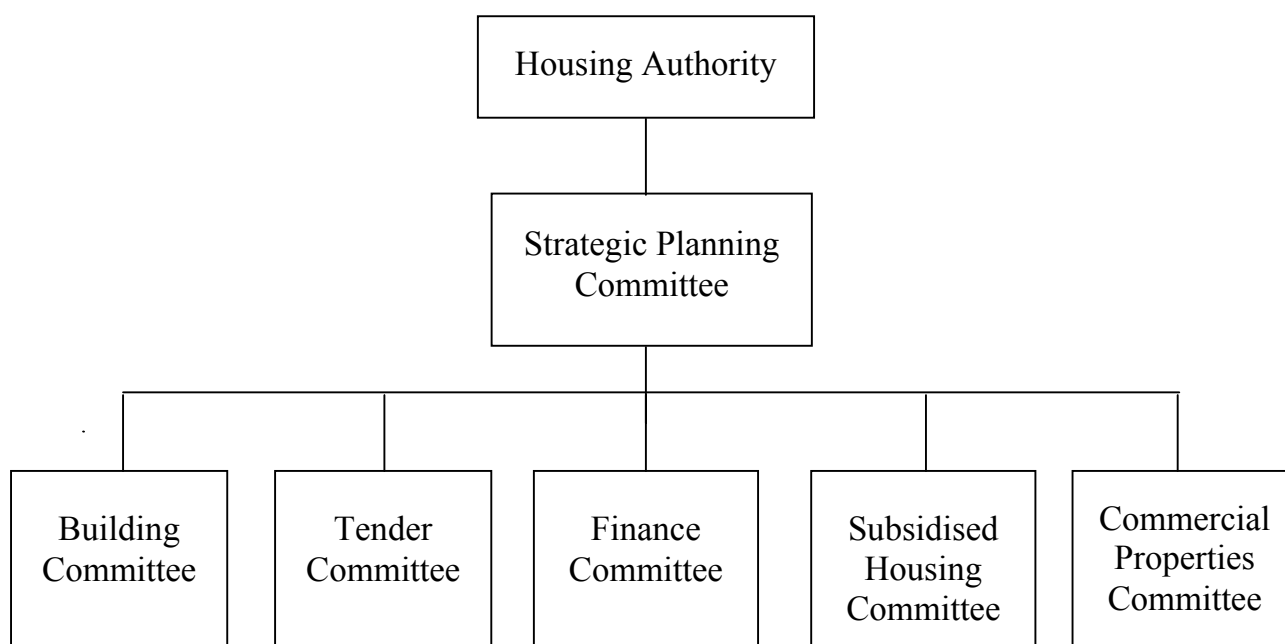 Housing Authority
Strategic Planning
Committee
Building
Committee
Tender
Committee
Finance
Committee
Subsidised
Housing
Committee
Commercial
Properties
Committee